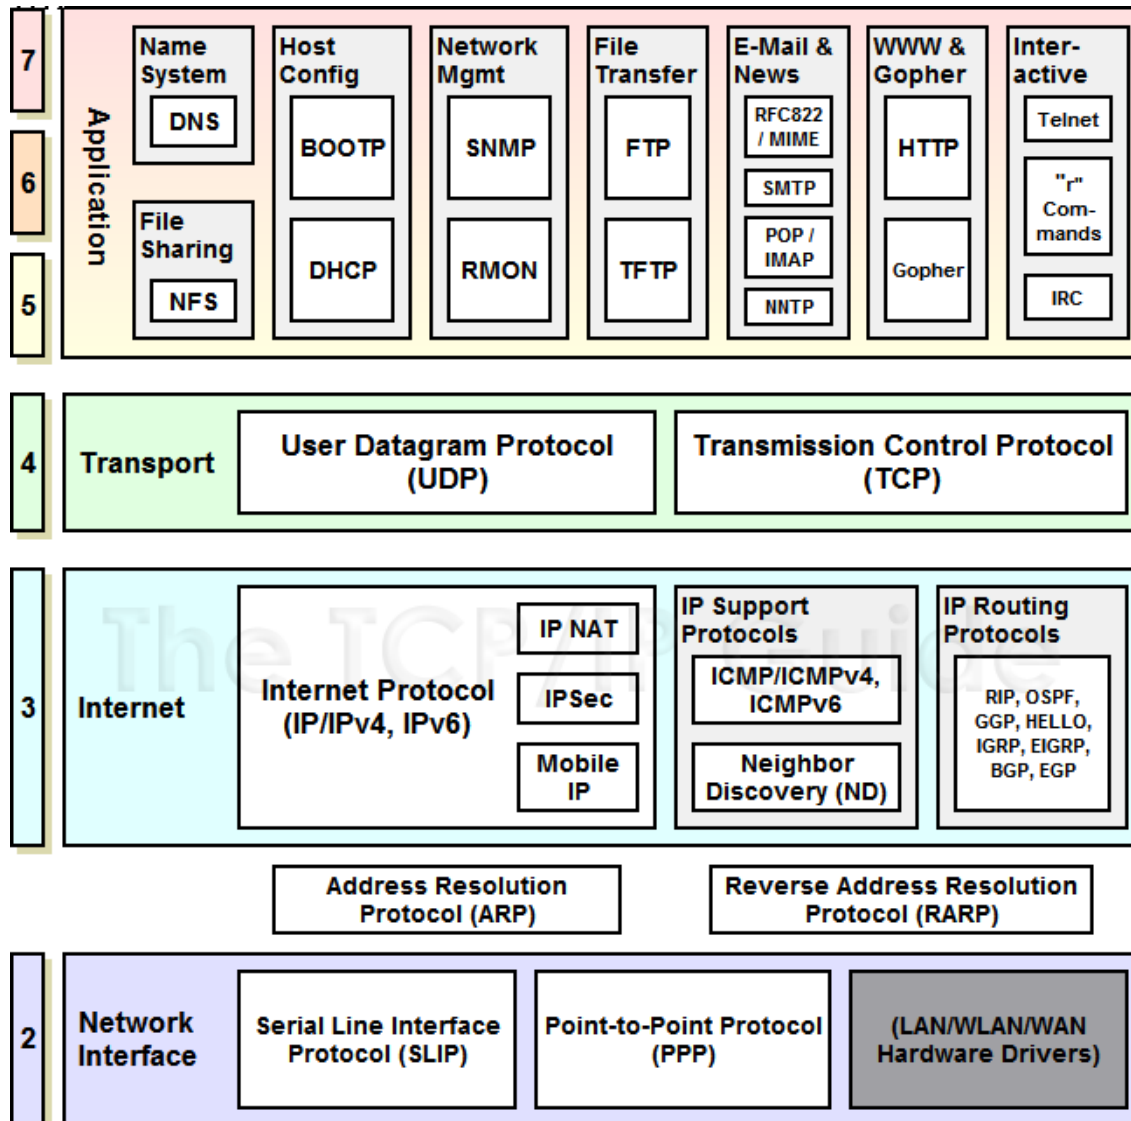 7
6
5
Application
Name
System
DNS
File
Sharing
NFS
Host
Config
BOOTP
DHCP
Network
Mgmt
SNMP
RMON
File
Transfer
FTP
TFTP
E-Mail &
News
RFC822
/ MIME
SMTP
POP /
IMAP
NNTP
WWW &
Gopher
HTTP
Gopher
Inter-
active
Telnet
"r"
Com-
mands
IRC
4
Transport
User Datagram Protocol
(UDP)
Transmission Control Protocol
(TCP)
The TCP/IP Guide
3
Internet
Internet Protocol
(IP/IPv4, IPv6)
IP NAT
IPSec
Mobile
IP
IP Support
Protocols
ICMP/ICMPv4,
ICMPv6
Neighbor
Discovery (ND)
IP Routing
Protocols
RIP, OSPF,
GGP, HELLO,
IGRP, EIGRP,
BGP, EGP
Address Resolution
Protocol (ARP)
Reverse Address Resolution
Protocol (RARP)
2
Network
Interface
Serial Line Interface
Protocol (SLIP)
Point-to-Point Protocol
(PPP)
(LAN/WLAN/WAN
Hardware Drivers)